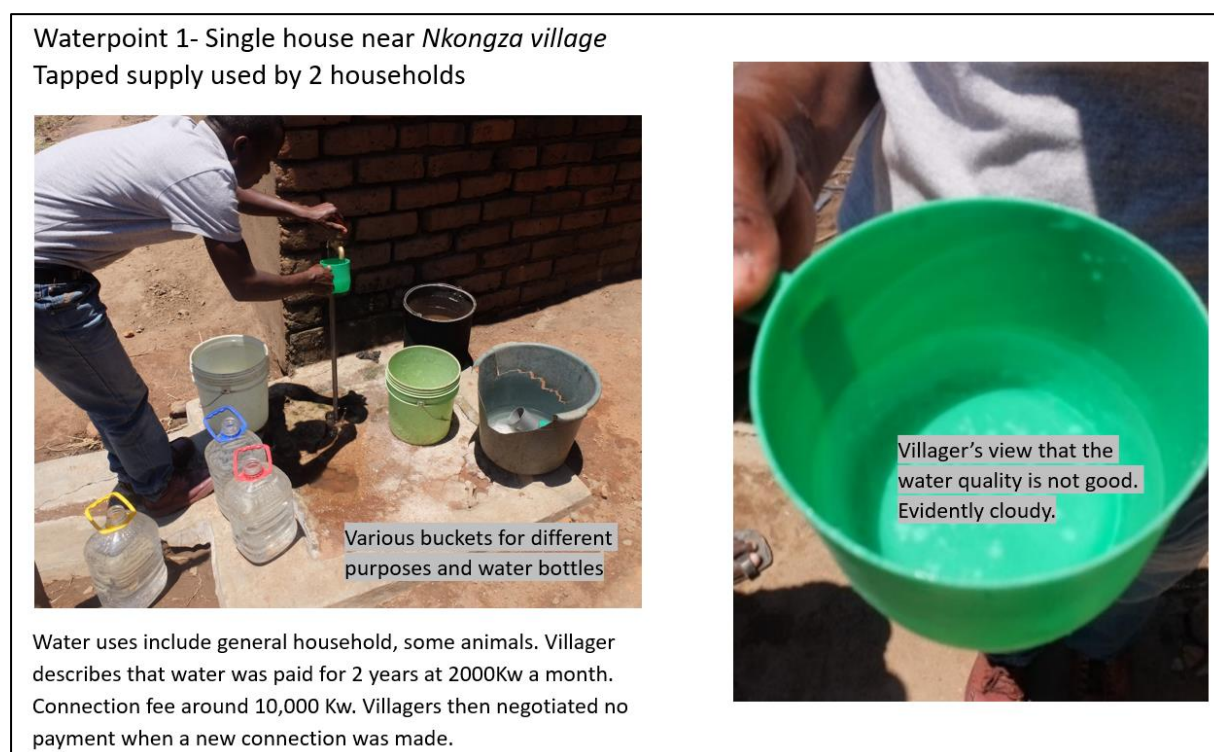 Waterpoint 1- Single house near Nkongza village
Tapped supply used by 2 households
Various buckets for different
purposes and water bottles
Villager’s view that the
water quality is not good.
Evidently cloudy.
Water uses include general household, some animals. Villager
describes that water was paid for 2 years at 2000Kw a month.
Connection fee around 10,000 Kw. Villagers then negotiated no
payment when a new connection was made.